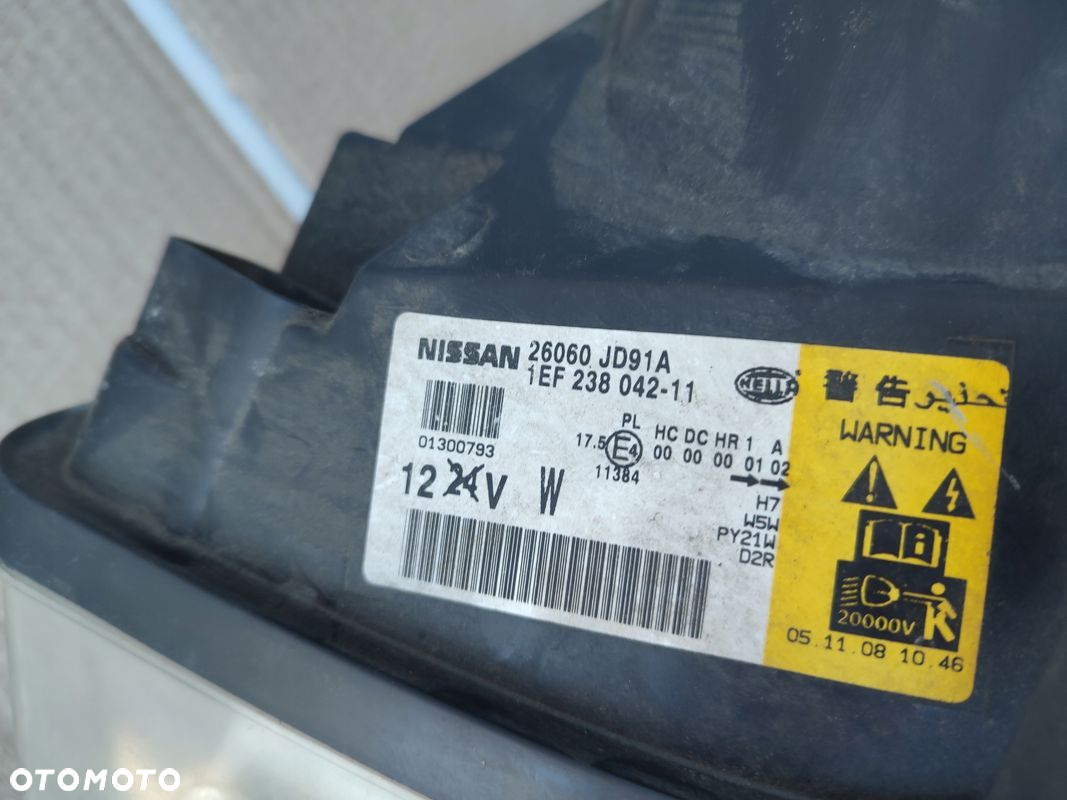 NISSAN 26060 JD91A
1EF 238 042-11
HELLA
01300793
PL
17.5 E4
HC DC HR 1 A
00 00 00 01 02
11384
12 24 V W
H7
W5W
PY21W
D2R
警告 تحذير
WARNING
20000V
05.11.08 10.46
OTOMOTO